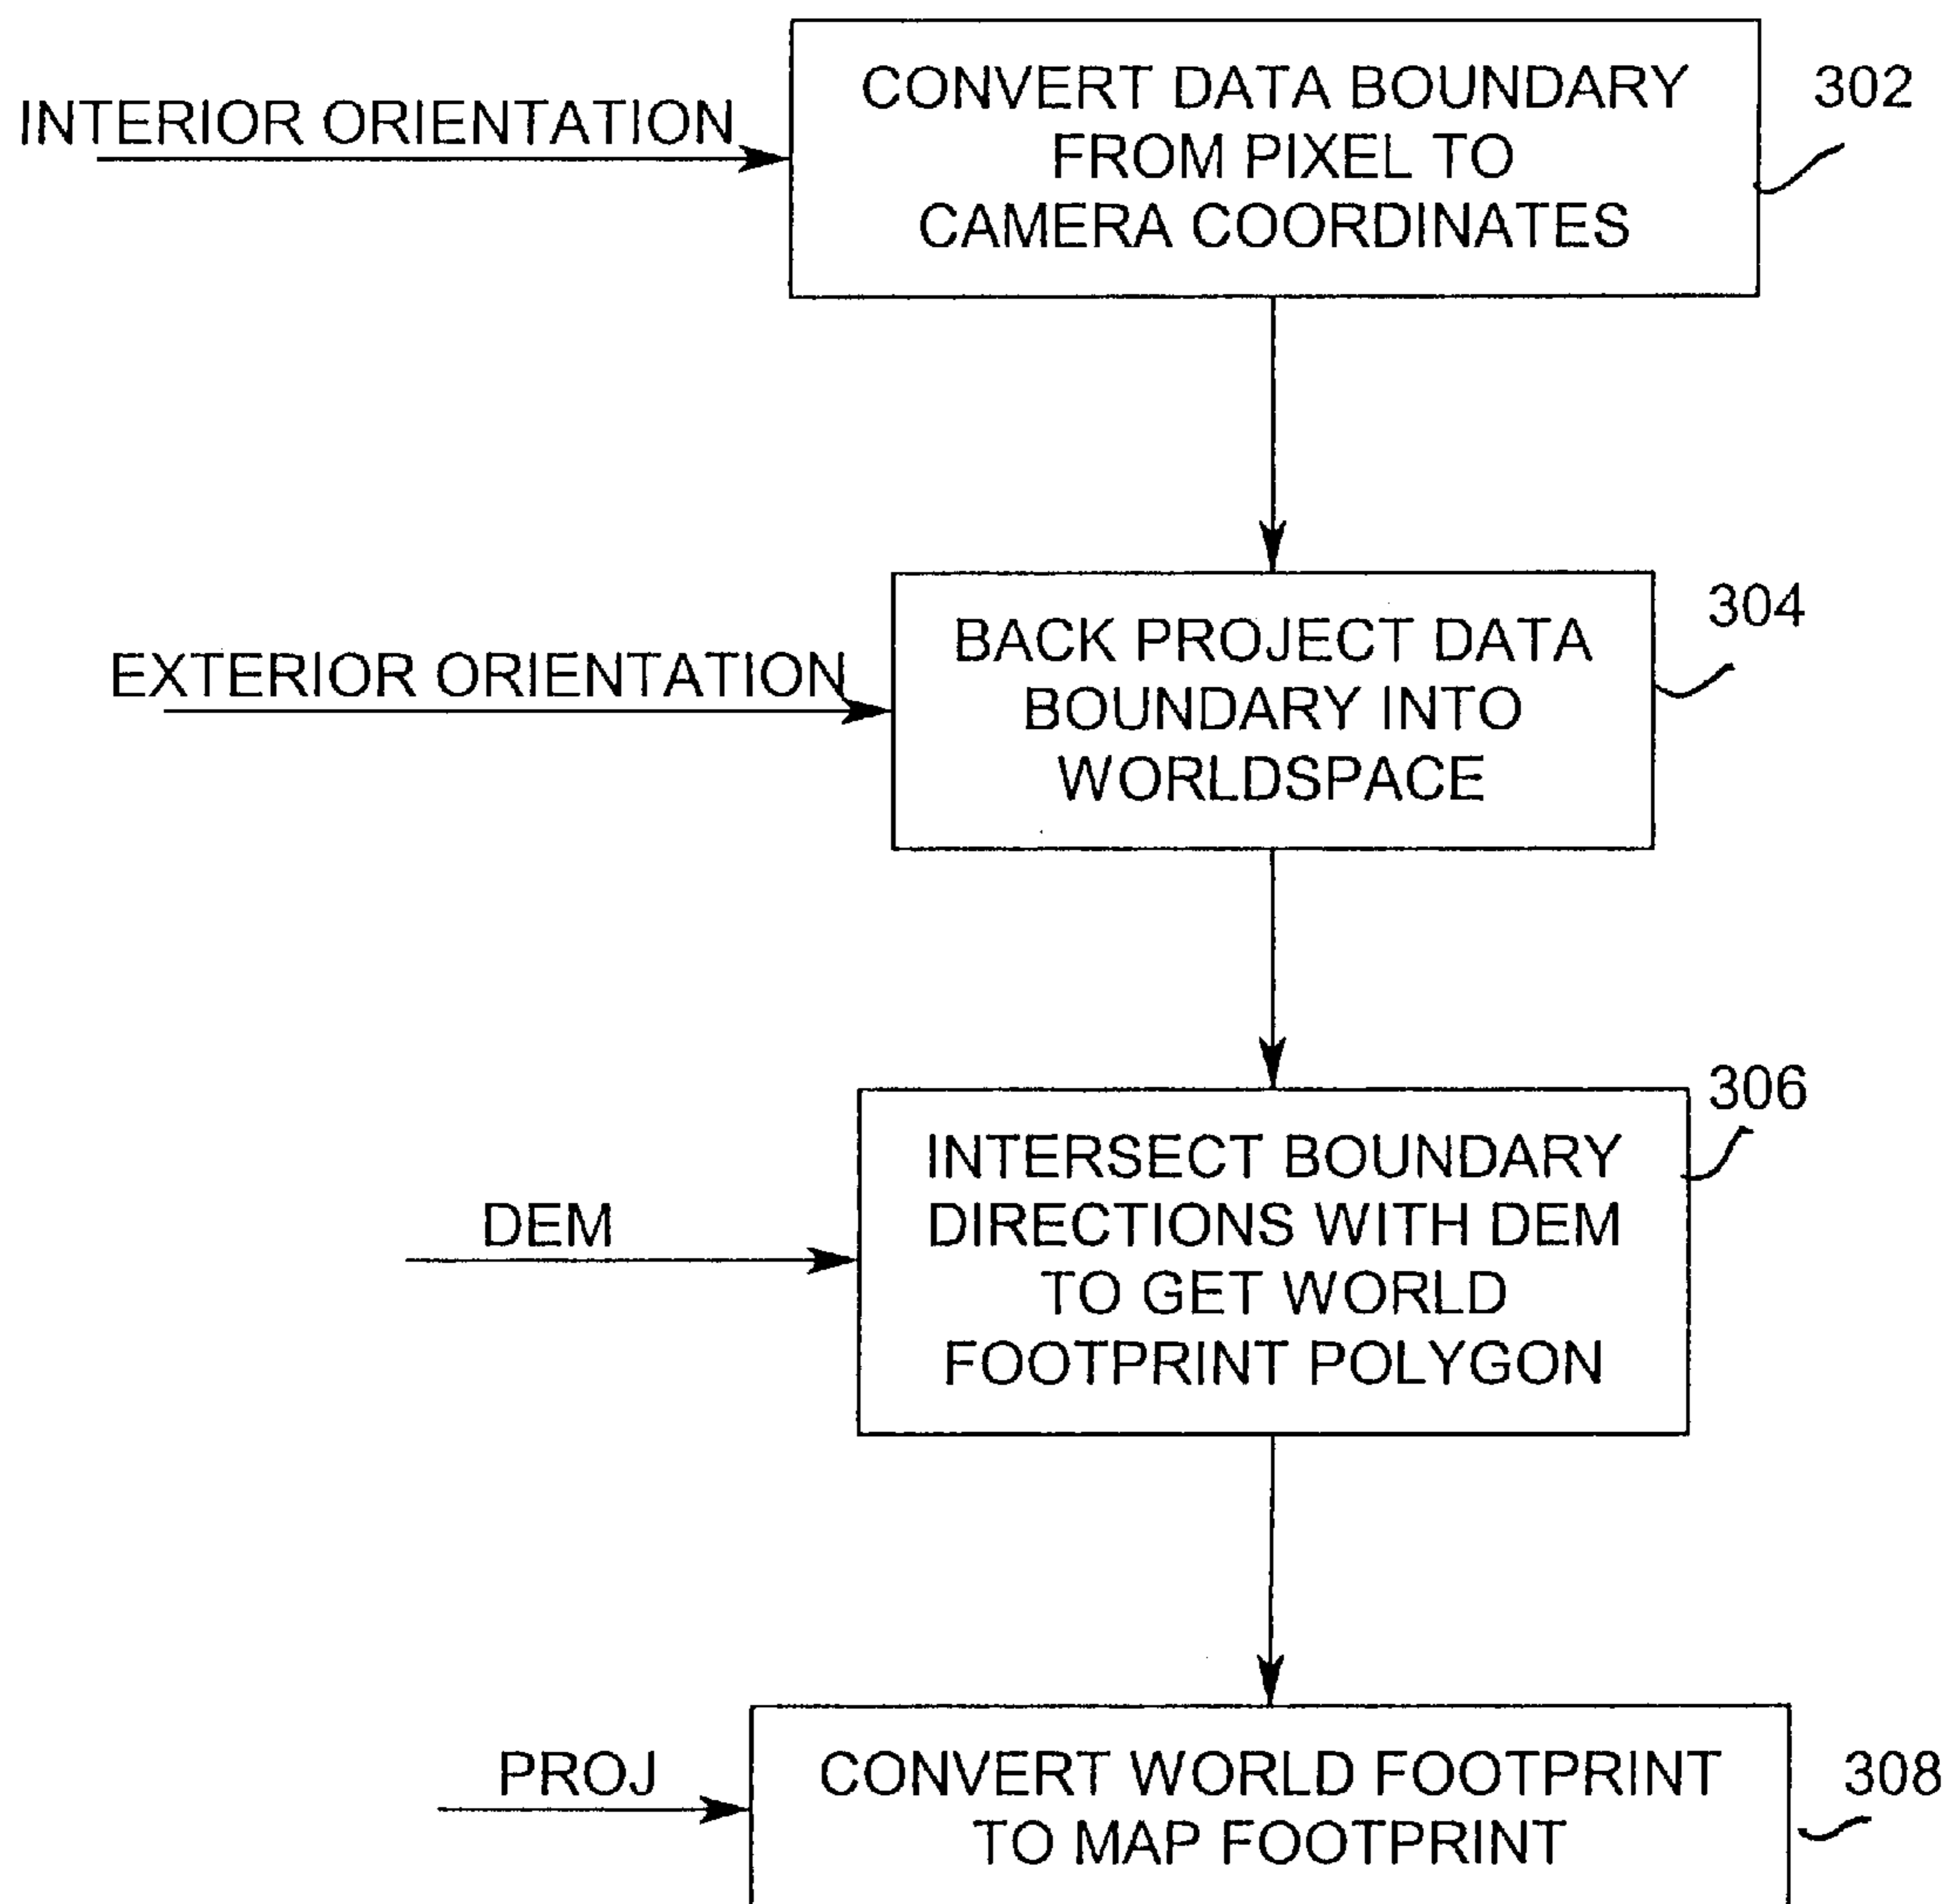 CONVERT DATA BOUNDARY
FROM PIXEL TO
CAMERA COORDINATES
302
INTERIOR ORIENTATION
BACK PROJECT DATA
BOUNDARY INTO
WORLDSPACE
304
EXTERIOR ORIENTATION
INTERSECT BOUNDARY
DIRECTIONS WITH DEM
TO GET WORLD
FOOTPRINT POLYGON
306
DEM
CONVERT WORLD FOOTPRINT
TO MAP FOOTPRINT
308
PROJ